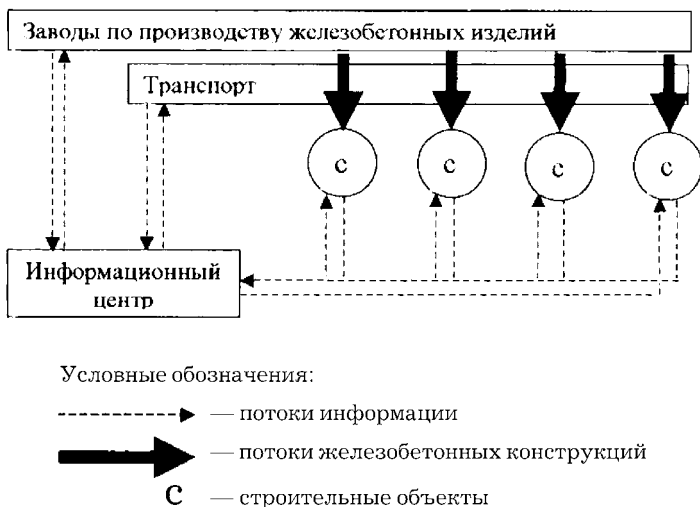 Заводы по производству железобетонных изделий
Транспорт
с с с с
Информационный
центр
Условные обозначения:
— потоки информации
— потоки железобетонных конструкций
с — строительные объекты